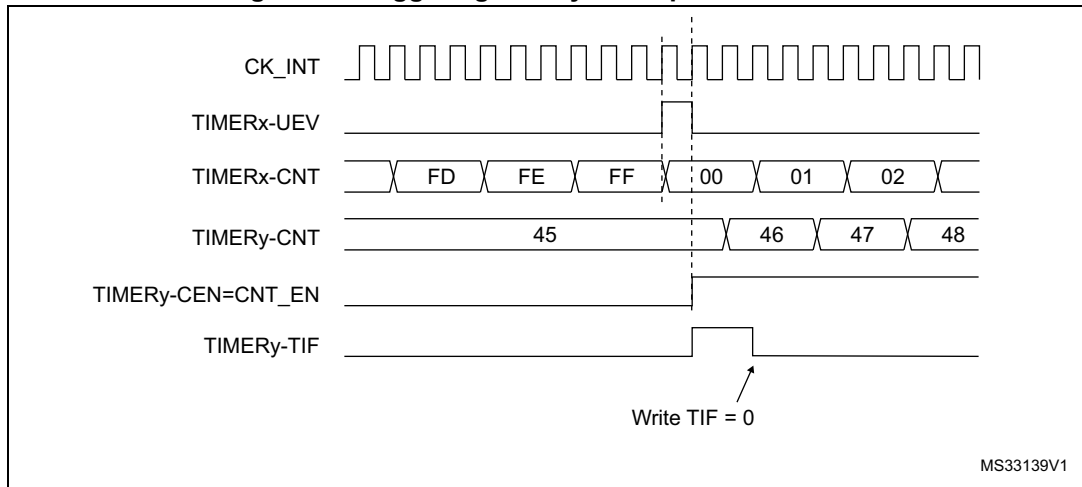 CK_INT
TIMERx-UEV
TIMERx-CNT FD FE FF 00 01 02
TIMERy-CNT 45 46 47 48
TIMERy-CEN=CNT_EN
TIMERy-TIF
Write TIF = 0
MS33139V1